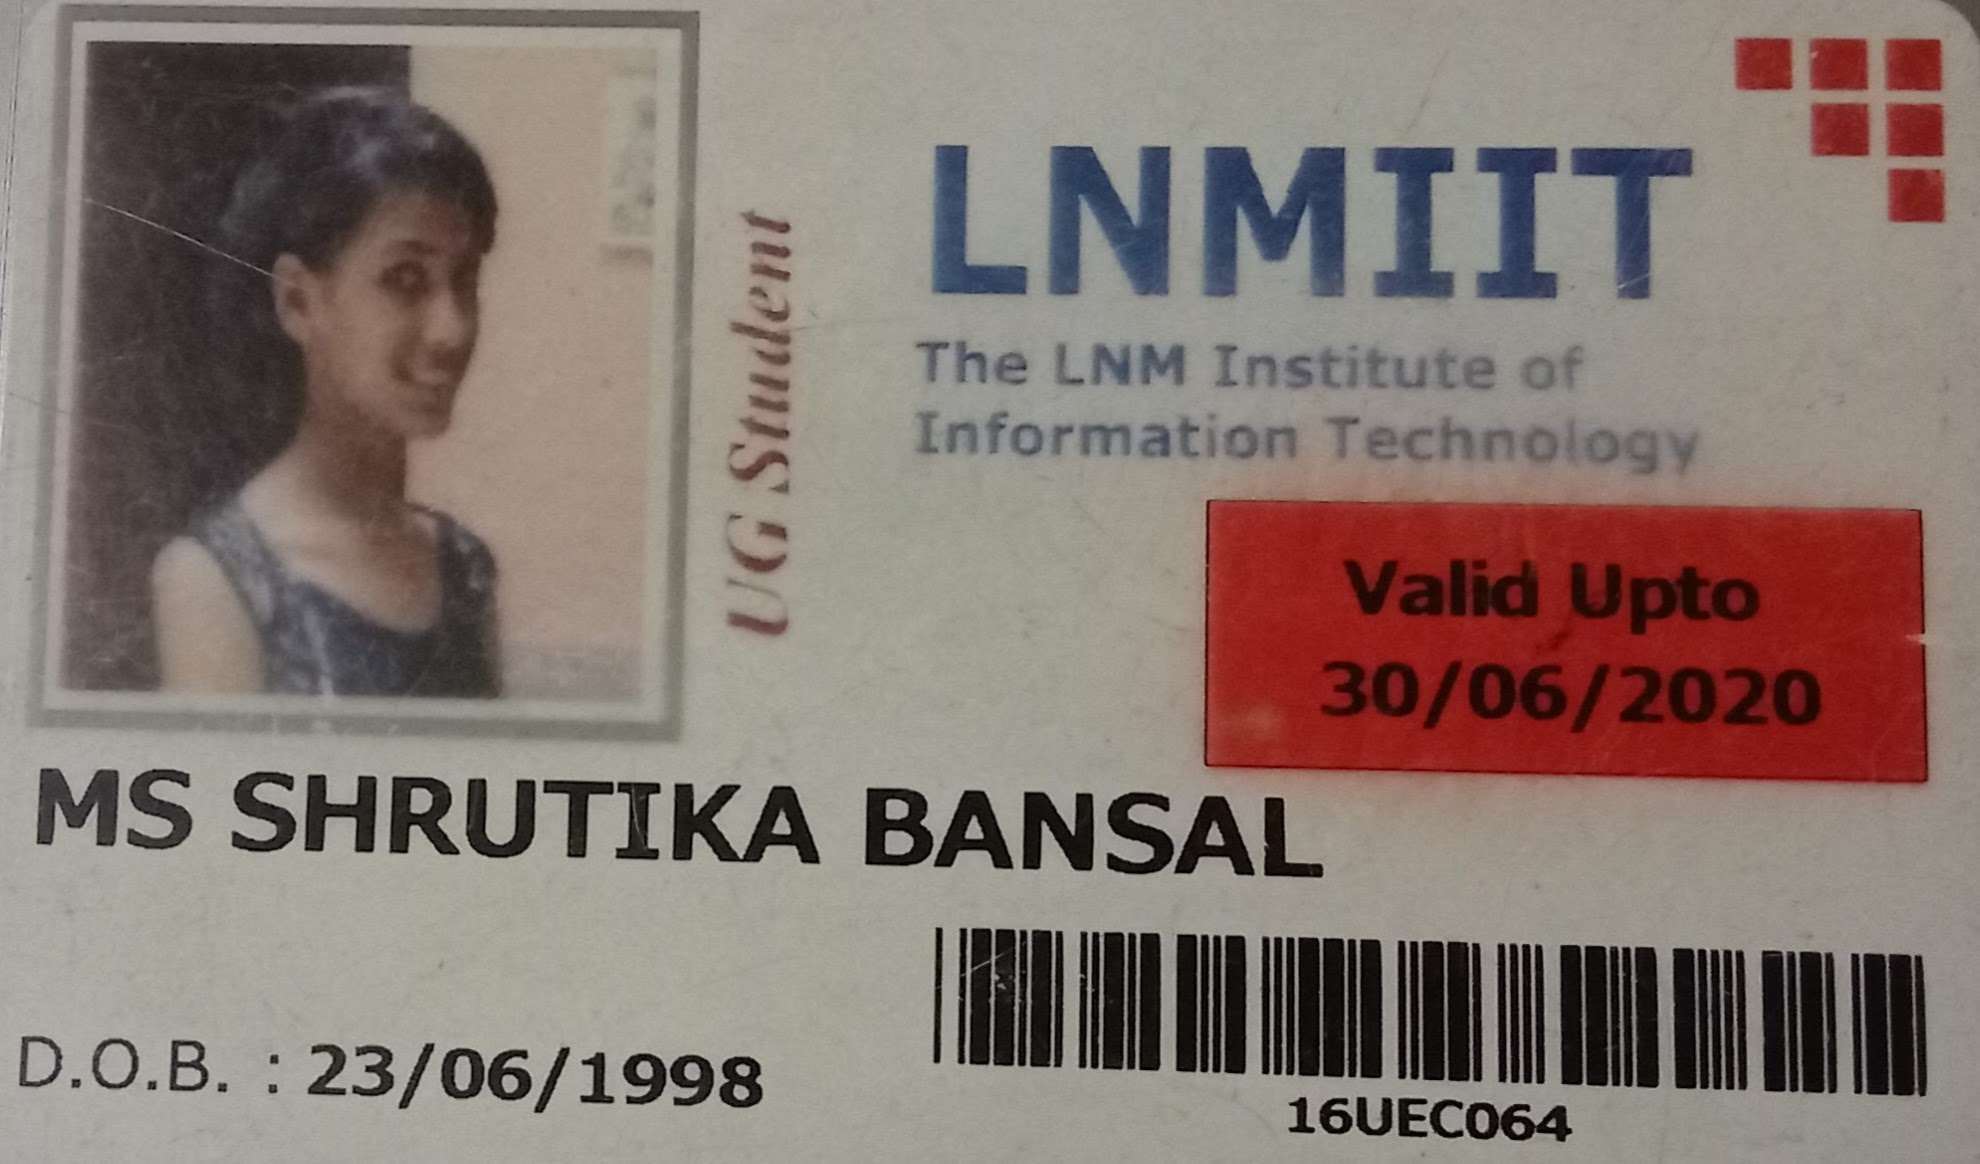 LNMIIT
The LNM Institute of
Information Technology
UG Student
Valid Upto
30/06/2020
MS SHRUTIKA BANSAL
D.O.B. : 23/06/1998
16UEC064